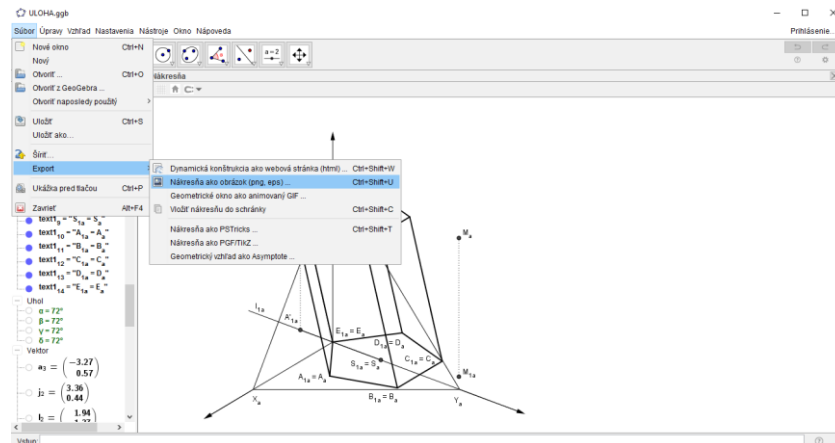 ULOHA.ggb
Súbor Úpravy Vzhľad Nastavenia Nástroje Okno Nápoveda
Prihlásenie...
Nové okno Ctrl+N
Nový
Otvoriť ... Ctrl+O
Otvoriť z GeoGebra ...
Otvoriť naposledy použitý
Uložiť Ctrl+S
Uložiť ako...
Šíriť...
Export
Ukážka pred tlačou Ctrl+P
Zavrieť Alt+F4
a=2
Nákresňa
Dynamická konštrukcia ako webová stránka (html) ... Ctrl+Shift+W
Nákresňa ako obrázok (png, eps) ... Ctrl+Shift+U
Geometrické okno ako animovaný GIF ...
Vložiť nákresňu do schránky Ctrl+Shift+C
Nákresňa ako PSTricks ... Ctrl+Shift+T
Nákresňa ako PGF/TikZ ...
Geometrický vzhľad ako Asymptote ...
text1₉ = "S₁ₐ = Sₐ"
text1₁₀ = "A₁ₐ = Aₐ"
text1₁₁ = "B₁ₐ = Bₐ"
text1₁₂ = "C₁ₐ = Cₐ"
text1₁₃ = "D₁ₐ = Dₐ"
text1₁₄ = "E₁ₐ = Eₐ"
Uhol
α = 72°
β = 72°
γ = 72°
δ = 72°
Vektor
a₃ = (−3.27 0.57)
j₂ = (3.36 0.44)
1.94
Mₐ
l₁ₐ
A'₁ₐ
E₁ₐ = Eₐ
D₁ₐ = Dₐ
S₁ₐ = Sₐ
C₁ₐ = Cₐ
A₁ₐ = Aₐ
M₁ₐ
B₁ₐ = Bₐ
Xₐ
Yₐ
Vstup: